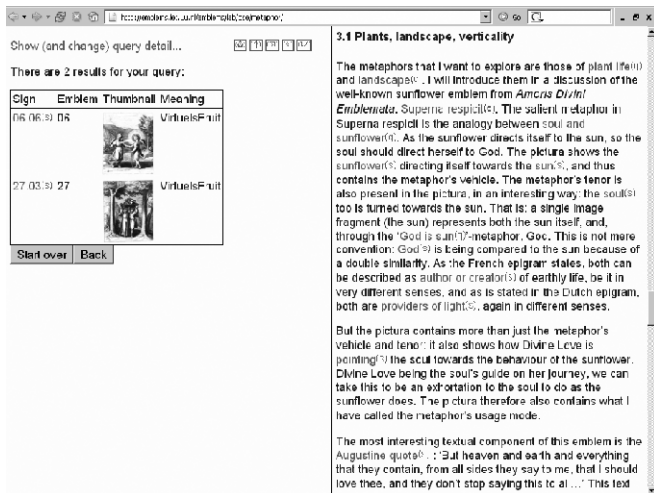 Show (and change) query detail...
There are 2 results for your query:
Sign Emblem Thumbnail Meaning
06.06(s) 06 VirtueIsFruit
27.03(s) 27 VirtueIsFruit
Start over Back
3.1 Plants, landscape, verticality
The metaphors that I want to explore are those of plant life
and landscape. I will introduce them in a discussion of the
well-known sunflower emblem from Amoris Divini
Emblemata, Superna respicit(s). The salient metaphor in
Superna respicit is the analogy between soul and
sunflower. As the sunflower directs itself to the sun, so the
soul should direct herself to God. The pictura shows the
sunflower(s) directing itself towards the sun(s), and thus
contains the metaphor's vehicle. The metaphor's tenor is
also present in the pictura, in an interesting way: the soul(s)
too is turned towards the sun. That is: a single image
fragment (the sun) represents both the sun itself, and,
through the 'God is sun'-metaphor, God. This is not mere
convention: God(s) is being compared to the sun because of
a double similarity. As the French epigram states, both can
be described as author or creator(s) of earthly life, be it in
very different senses, and as is stated in the Dutch epigram,
both are providers of light(s), again in different senses.
But the pictura contains more than just the metaphor's
vehicle and tenor: it also shows how Divine Love is
pointing(s) the soul towards the behaviour of the sunflower.
Divine Love being the soul's guide on her journey, we can
take this to be an exhortation to the soul to do as the
sunflower does. The pictura therefore also contains what I
have called the metaphor's usage mode.
The most interesting textual component of this emblem is the
Augustine quote : 'But heaven and earth and everything
that they contain, from all sides they say to me, that I should
love thee, and they don't stop saying this to all ...' This text